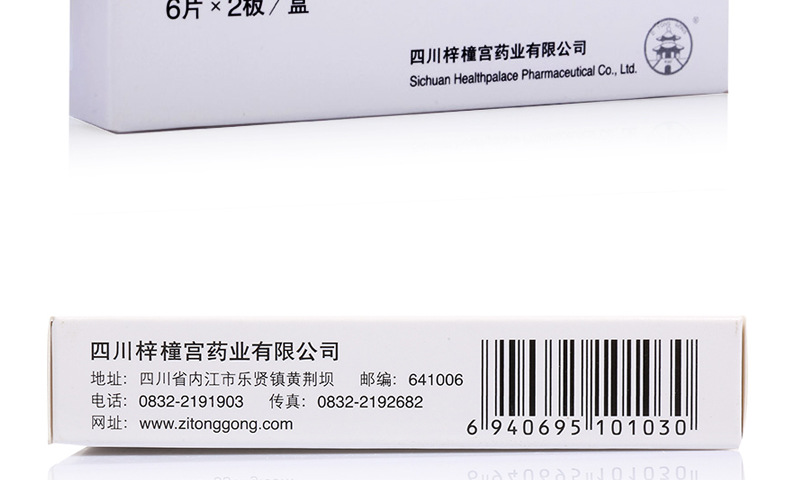 6片×2板/盒
四川梓橦宫药业有限公司
Sichuan Healthpalace Pharmaceutical Co., Ltd.
®
四川梓橦宫药业有限公司
地址: 四川省内江市乐贤镇黄荆坝 邮编: 641006
电话: 0832-2191903 传真: 0832-2192682
网址: www.zitonggong.com
6 940695 101030